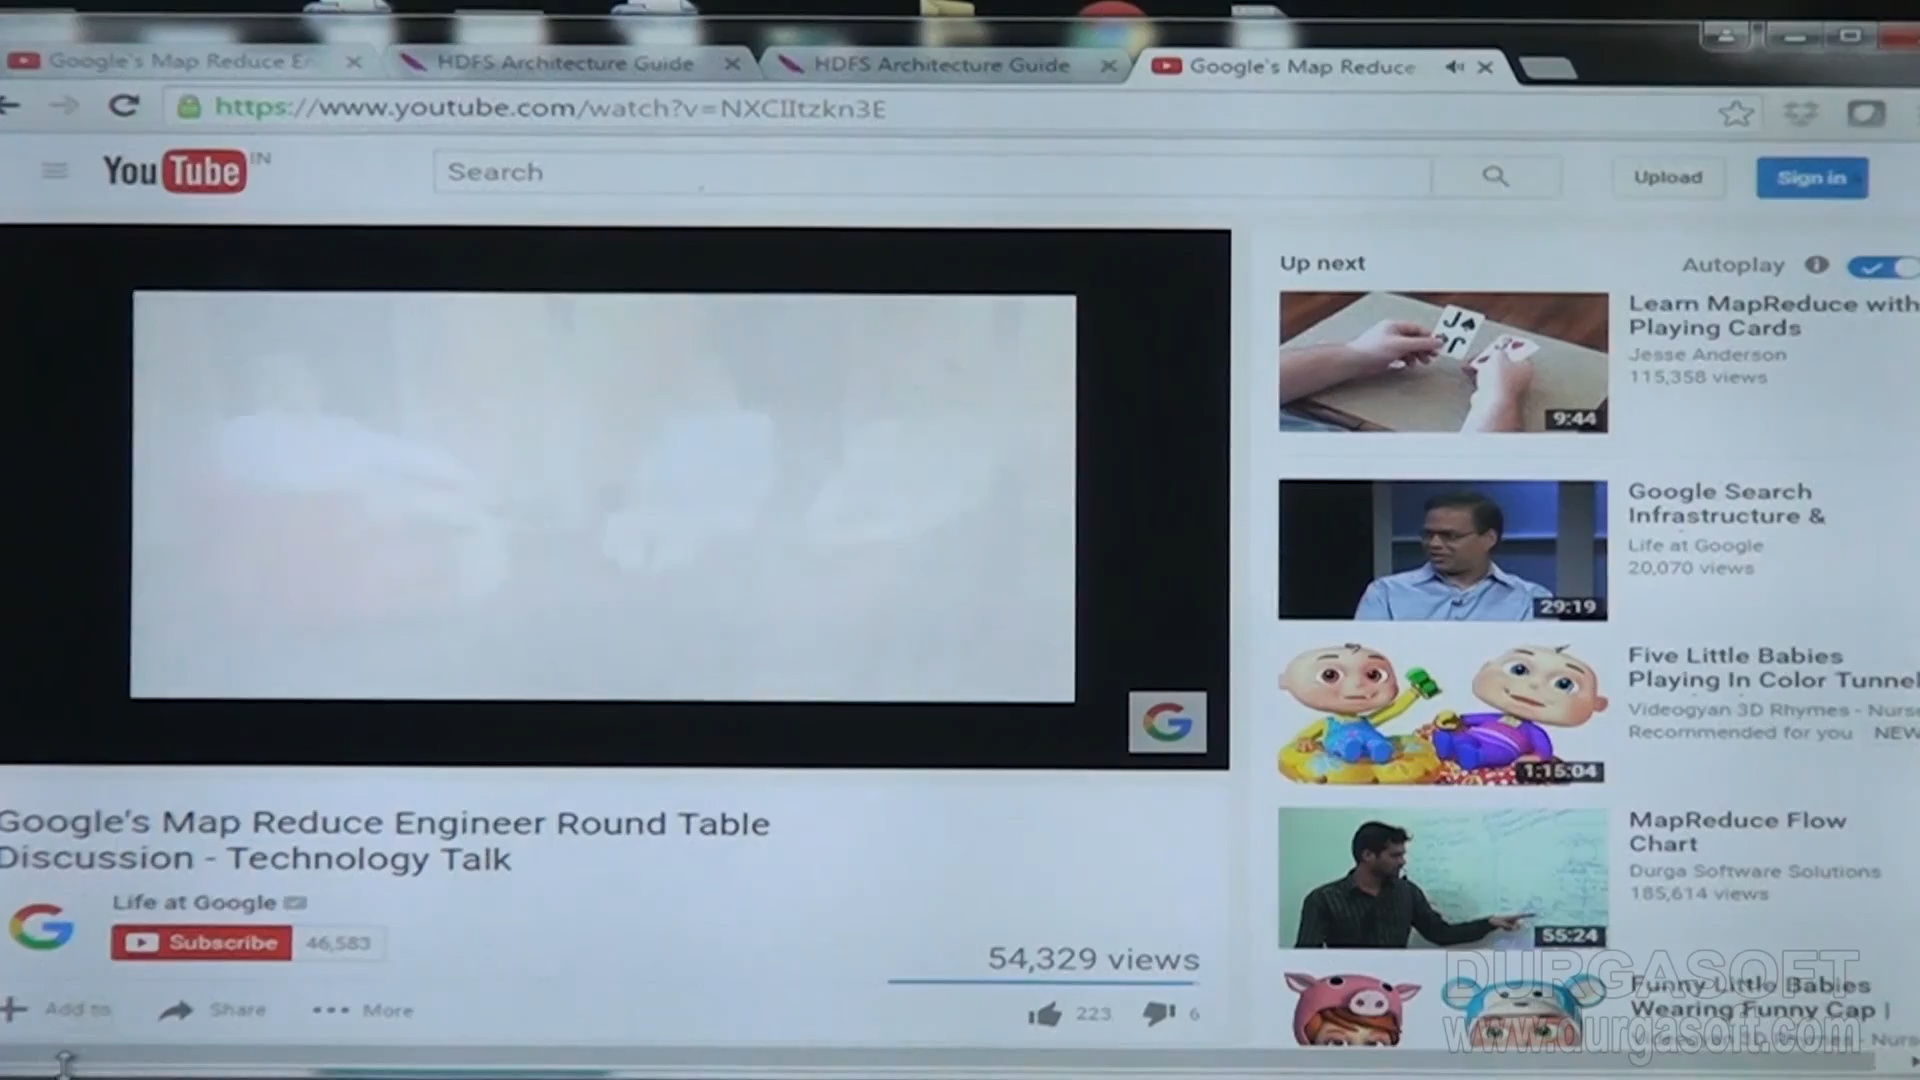 Google's Map Reduce E
HDFS Architecture Guide
HDFS Architecture Guide
Google's Map Reduce
https://www.youtube.com/watch?v=NXCIItzkn3E
YouTube IN
Search
Upload
Sign in
Up next
Autoplay
Learn MapReduce with
Playing Cards
Jesse Anderson
115,358 views
9:44
Google Search
Infrastructure &
Life at Google
20,070 views
29:19
Five Little Babies
Playing In Color Tunnel
Videogyan 3D Rhymes - Nurse
Recommended for you NEW
1:15:04
MapReduce Flow
Chart
Durga Software Solutions
185,614 views
55:24
Funny Little Babies
Wearing Funny Cap |
Videogyan 3D Rhymes - Nurs
Google's Map Reduce Engineer Round Table
Discussion - Technology Talk
Life at Google
Subscribe 46,583
54,329 views
Add to Share More
223 6
DURGASOFT
www.durgasoft.com